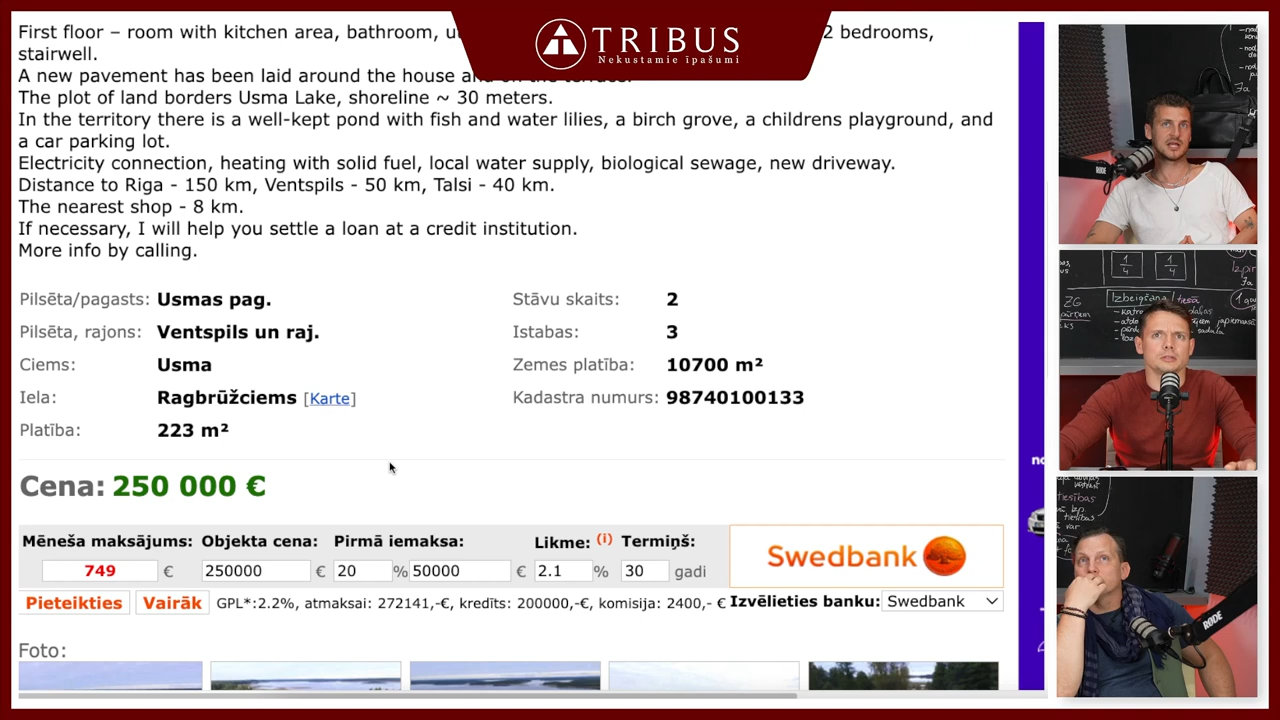 TRIBUS
Nekustamie īpašumi
First floor – room with kitchen area, bathroom, 2 bedrooms,
stairwell.
A new pavement has been laid around the house
The plot of land borders Usma Lake, shoreline ~ 30 meters.
In the territory there is a well-kept pond with fish and water lilies, a birch grove, a childrens playground, and
a car parking lot.
Electricity connection, heating with solid fuel, local water supply, biological sewage, new driveway.
Distance to Riga - 150 km, Ventspils - 50 km, Talsi - 40 km.
The nearest shop - 8 km.
If necessary, I will help you settle a loan at a credit institution.
More info by calling.
Pilsēta/pagasts: Usmas pag. Stāvu skaits: 2
Pilsēta, rajons: Ventspils un raj. Istabas: 3
Ciems: Usma Zemes platība: 10700 m²
Iela: Ragbrūžciems [Karte] Kadastra numurs: 98740100133
Platība: 223 m²
Cena: 250 000 €
Mēneša maksājums: Objekta cena: Pirmā iemaksa: Likme: (i) Termiņš:
749 € 250000 € 20 % 50000 € 2.1 % 30 gadi
Swedbank
Pieteikties Vairāk GPL*:2.2%, atmaksai: 272141,-€, kredīts: 200000,-€, komisija: 2400,- € Izvēlieties banku: Swedbank
Foto:
RODE
1/4 1/4
ZG Izbeigšana
RODE